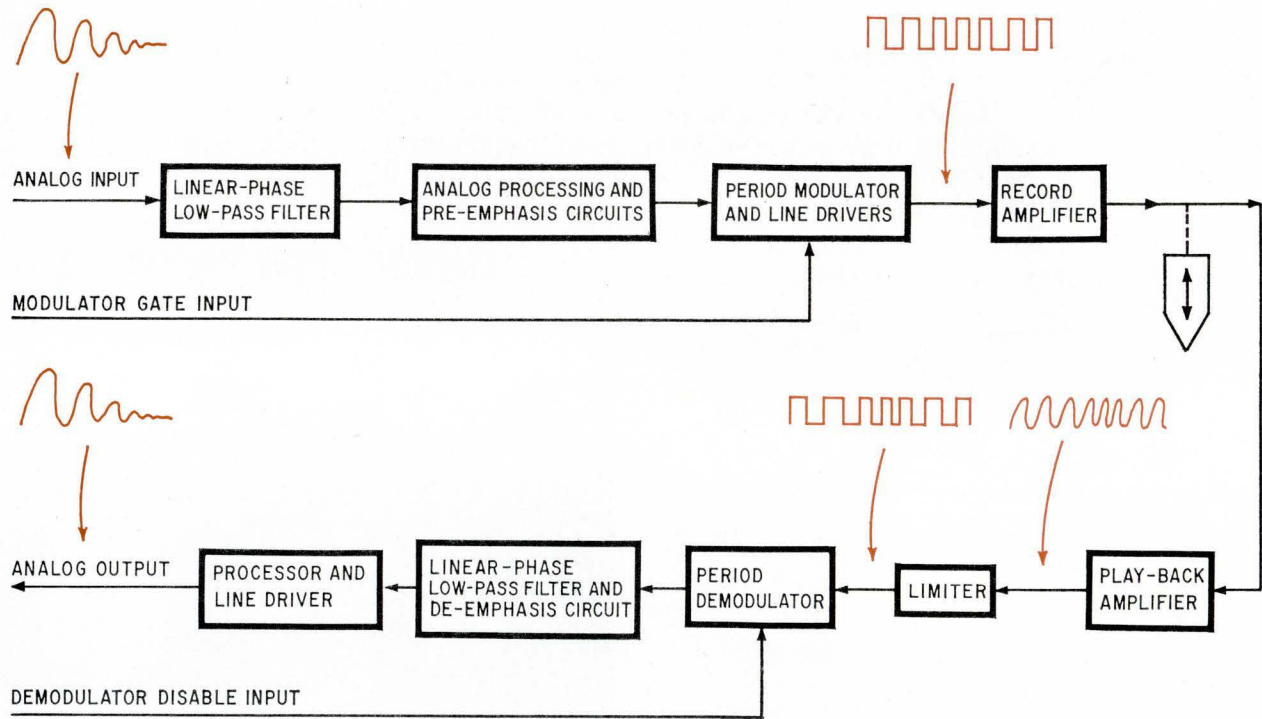 ANALOG INPUT
LINEAR-PHASE
LOW-PASS FILTER
ANALOG PROCESSING AND
PRE-EMPHASIS CIRCUITS
PERIOD MODULATOR
AND LINE DRIVERS
RECORD
AMPLIFIER
MODULATOR GATE INPUT
ANALOG OUTPUT
PROCESSOR AND
LINE DRIVER
LINEAR-PHASE
LOW-PASS FILTER AND
DE-EMPHASIS CIRCUIT
PERIOD
DEMODULATOR
LIMITER
PLAY-BACK
AMPLIFIER
DEMODULATOR DISABLE INPUT